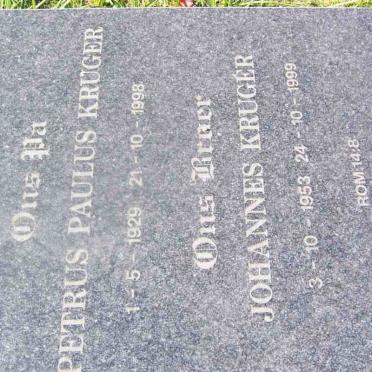 Ons Pa
PETRUS PAULUS KRUGER
1 - 5 - 1929 21 - 10 - 1998
Ons Broer
JOHANNES KRUGER
3 - 10 - 1953 24 10 - 1999
ROM 14:8